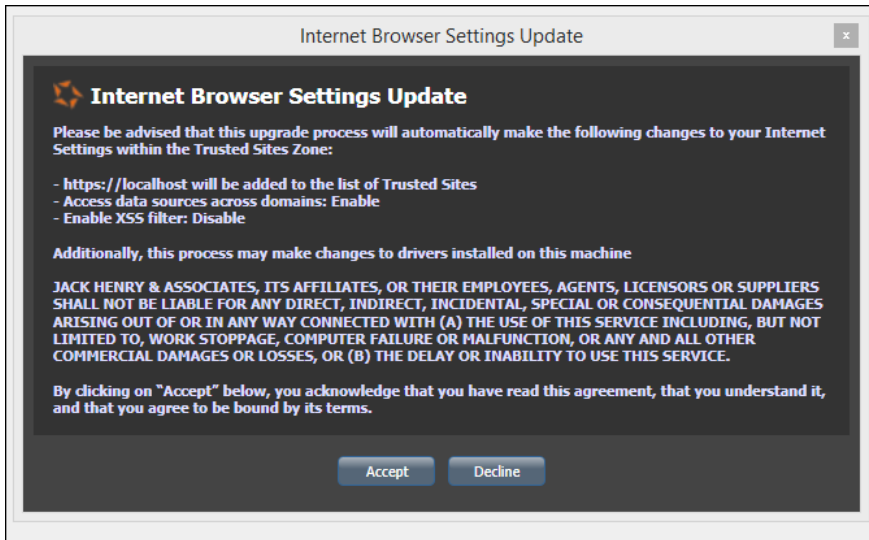 Internet Browser Settings Update
x
Internet Browser Settings Update
Please be advised that this upgrade process will automatically make the following changes to your Internet
Settings within the Trusted Sites Zone:
- https://localhost will be added to the list of Trusted Sites
- Access data sources across domains: Enable
- Enable XSS filter: Disable
Additionally, this process may make changes to drivers installed on this machine
JACK HENRY & ASSOCIATES, ITS AFFILIATES, OR THEIR EMPLOYEES, AGENTS, LICENSORS OR SUPPLIERS
SHALL NOT BE LIABLE FOR ANY DIRECT, INDIRECT, INCIDENTAL, SPECIAL OR CONSEQUENTIAL DAMAGES
ARISING OUT OF OR IN ANY WAY CONNECTED WITH (A) THE USE OF THIS SERVICE INCLUDING, BUT NOT
LIMITED TO, WORK STOPPAGE, COMPUTER FAILURE OR MALFUNCTION, OR ANY AND ALL OTHER
COMMERCIAL DAMAGES OR LOSSES, OR (B) THE DELAY OR INABILITY TO USE THIS SERVICE.
By clicking on “Accept” below, you acknowledge that you have read this agreement, that you understand it,
and that you agree to be bound by its terms.
Accept Decline